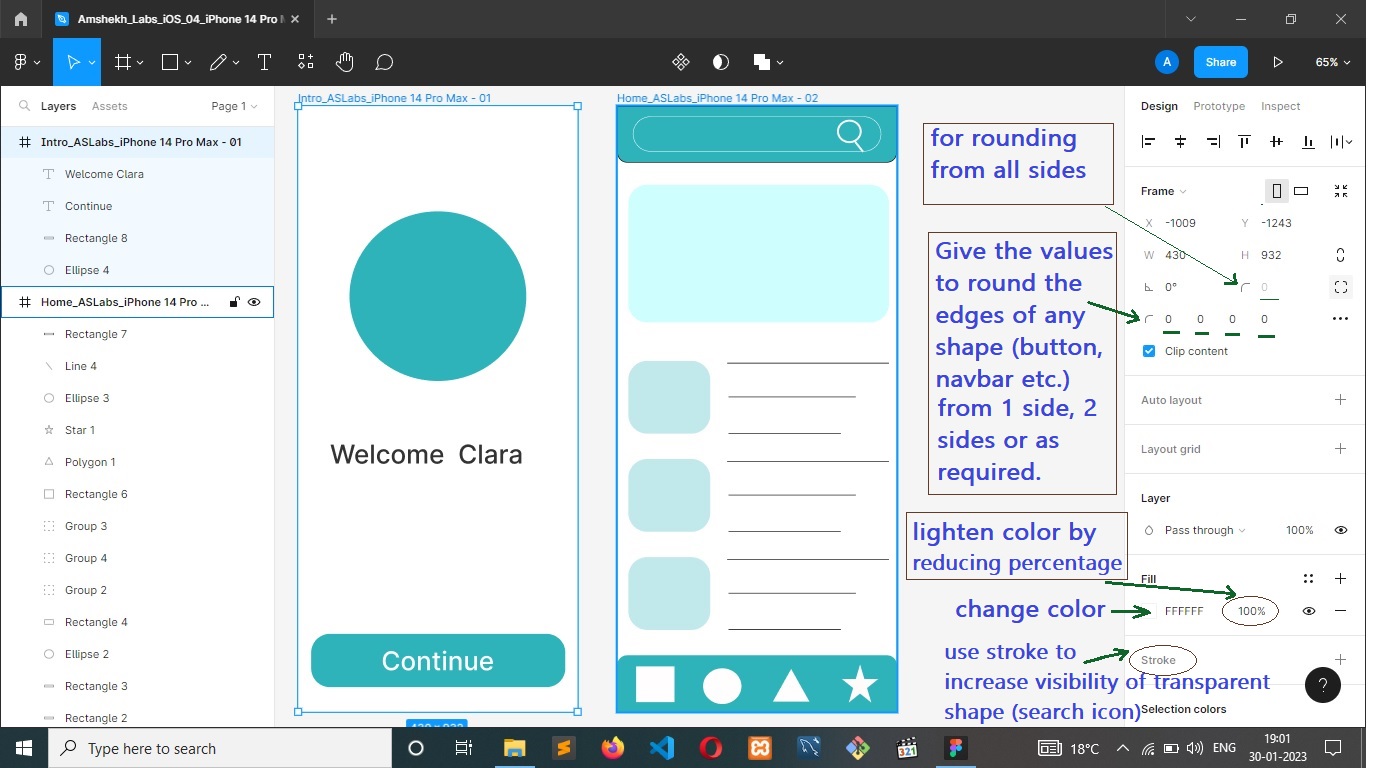 Amshekh_Labs_iOS_04_iPhone 14 Pro
A
Share
65%
Layers
Assets
Page 1
Intro_ASLabs_iPhone 14 Pro Max - 01
Welcome Clara
Continue
Rectangle 8
Ellipse 4
Home_ASLabs_iPhone 14 Pro ...
Rectangle 7
Line 4
Ellipse 3
Star 1
Polygon 1
Rectangle 6
Group 3
Group 4
Group 2
Rectangle 4
Ellipse 2
Rectangle 3
Rectangle 2
Intro_ASLabs_iPhone 14 Pro Max - 01
Welcome Clara
Continue
Home_ASLabs_iPhone 14 Pro Max - 02
for rounding
from all sides
Give the values
to round the
edges of any
shape (button,
navbar etc.)
from 1 side, 2
sides or as
required.
lighten color by
reducing percentage
change color
use stroke to
increase visibility of transparent
shape (search icon)
Design
Prototype
Inspect
Frame
X -1009
Y -1243
W 430
H 932
0°
0
0 0 0 0
Clip content
Auto layout
Layout grid
Layer
Pass through
100%
Fill
FFFFFF
100%
Stroke
?
Selection colors
Type here to search
321
18°C
ENG
19:01
30-01-2023